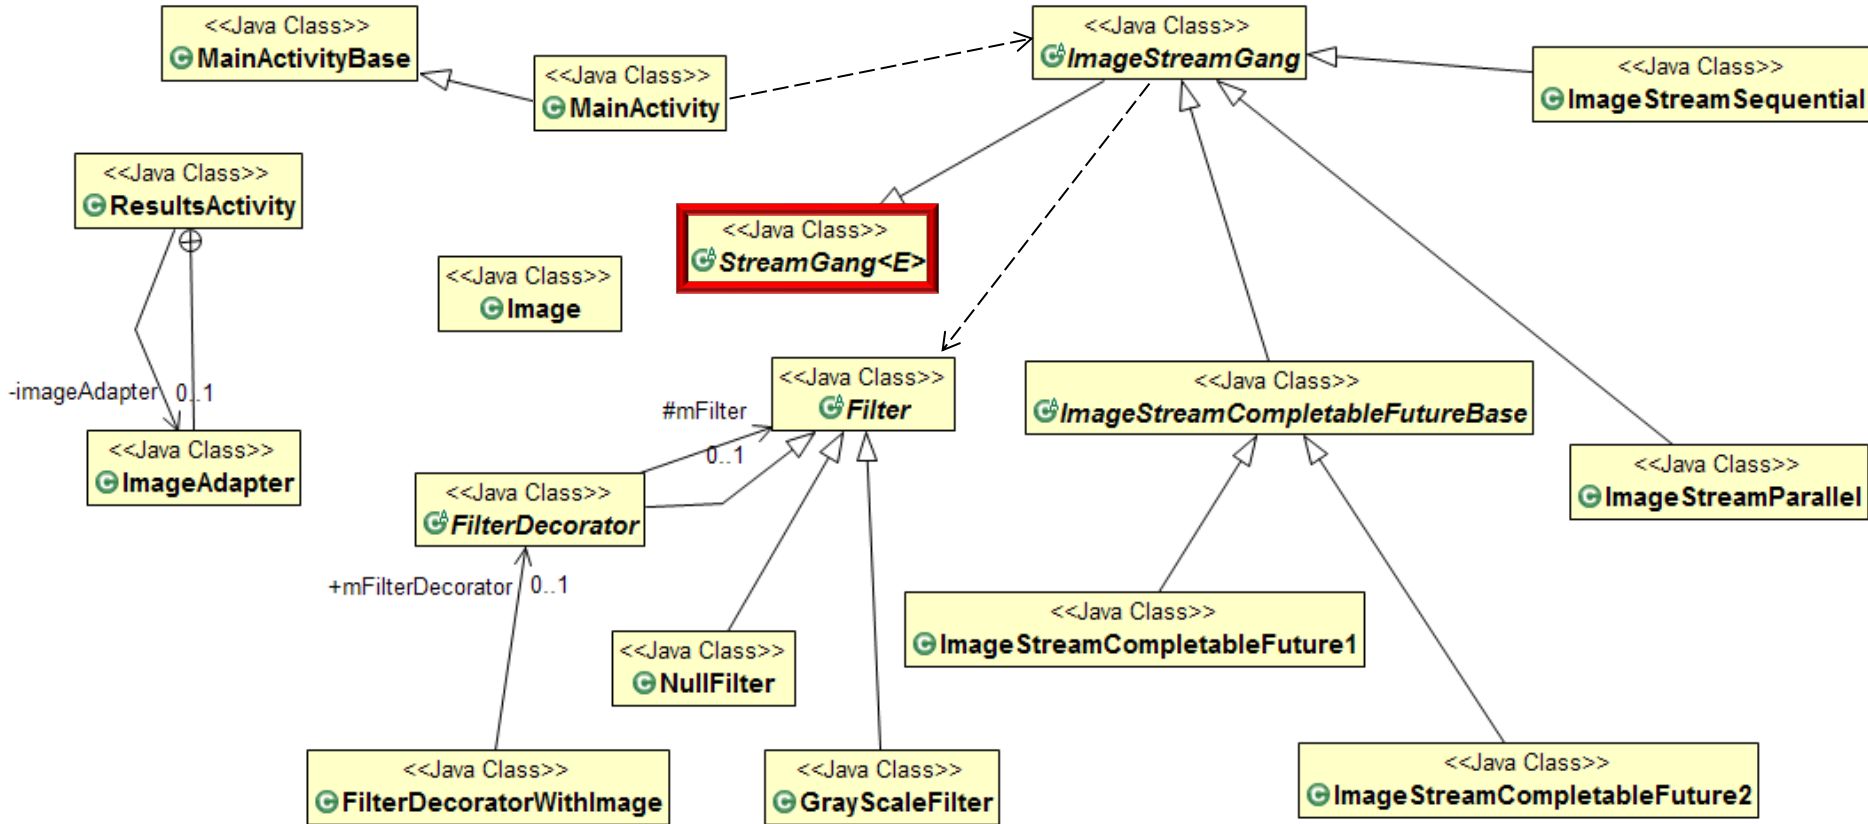 <<Java Class>>
MainActivityBase
<<Java Class>>
MainActivity
<<Java Class>>
ImageStreamGang
<<Java Class>>
ImageStreamSequential
<<Java Class>>
ResultsActivity
<<Java Class>>
StreamGang<E>
<<Java Class>>
Image
-imageAdapter 0..1
<<Java Class>>
ImageAdapter
<<Java Class>>
Filter
#mFilter
0..1
<<Java Class>>
ImageStreamCompletableFutureBase
<<Java Class>>
ImageStreamParallel
<<Java Class>>
FilterDecorator
+mFilterDecorator 0..1
<<Java Class>>
ImageStreamCompletableFuture1
<<Java Class>>
NullFilter
<<Java Class>>
FilterDecoratorWithImage
<<Java Class>>
GrayScaleFilter
<<Java Class>>
ImageStreamCompletableFuture2